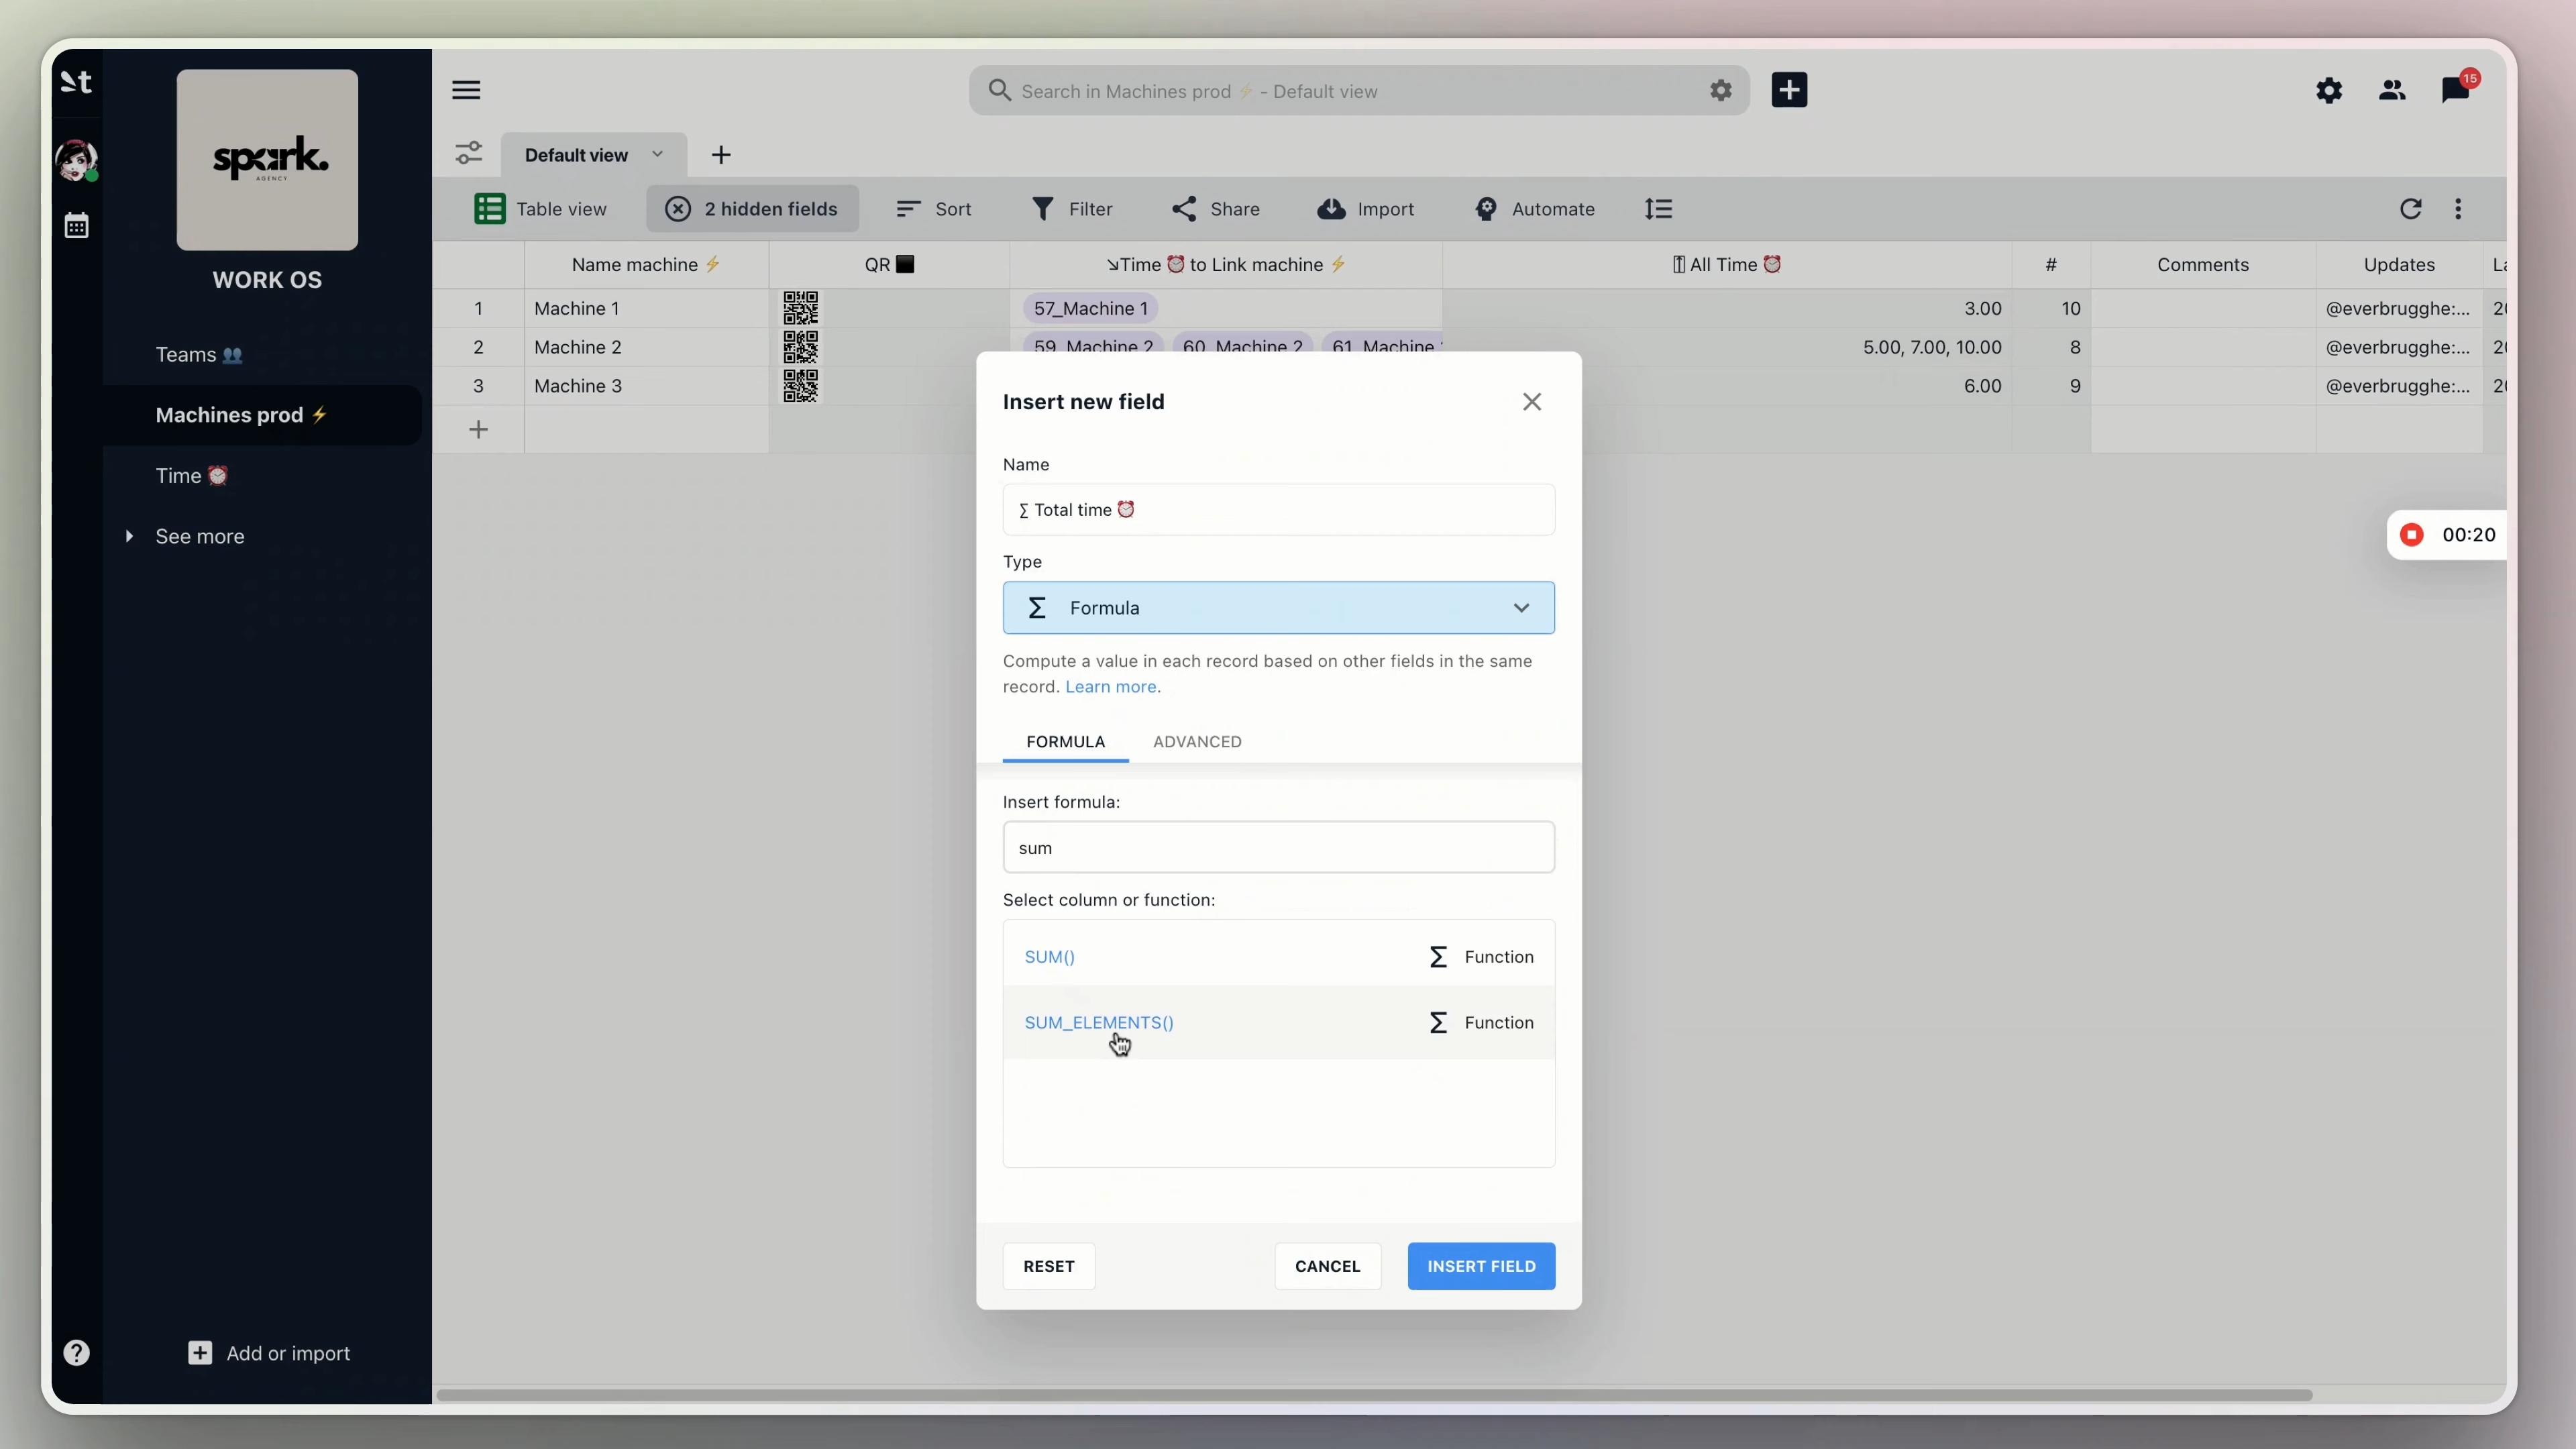 spark.
AGENCY
WORK OS
Teams 👥
Machines prod ⚡
Time ⏰
See more
Add or import
Search in Machines prod ⚡ - Default view
15
Default view
Table view
2 hidden fields
Sort
Filter
Share
Import
Automate
Name machine ⚡
QR
↘Time ⏰ to Link machine ⚡
All Time ⏰
#
Comments
Updates
1
Machine 1
57_Machine 1
3.00
10
@everbrugghe:...
2
Machine 2
59_Machine 2
60_Machine 2
61_Machine
5.00, 7.00, 10.00
8
@everbrugghe:...
3
Machine 3
6.00
9
@everbrugghe:...
00:20
Insert new field
Name
∑ Total time ⏰
Type
Formula
Compute a value in each record based on other fields in the same
record. Learn more.
FORMULA
ADVANCED
Insert formula:
sum
Select column or function:
SUM()
Function
SUM_ELEMENTS()
Function
RESET
CANCEL
INSERT FIELD